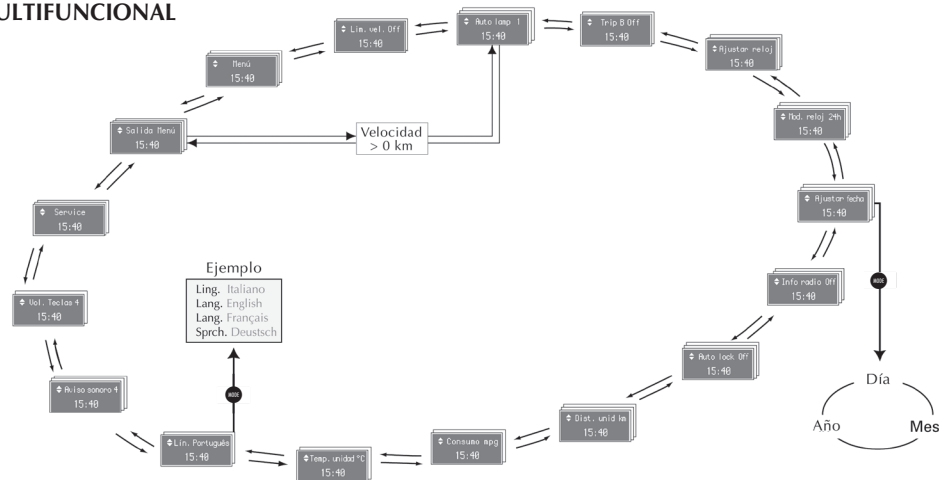 ULTIFUNCIONAL
Lim. vel. Off
15:40
Auto lamp 1
15:40
Trip B Off
15:40
Ajustar reloj
15:40
Menú
15:40
Mod. reloj 24h
15:40
Salida Menú
15:40
Velocidad
> 0 km
Ajustar fecha
15:40
Service
15:40
Info radio Off
15:40
MODE
Ejemplo
Ling. Italiano
Lang. English
Lang. Français
Sprch. Deustsch
Vol. Teclas 4
15:40
Auto lock Off
15:40
Día
Año
Mes
Aviso sonoro 4
15:40
MODE
Dist. unid km
15:40
Lin. Português
15:40
Consumo mpg
15:40
Temp. unidad °C
15:40